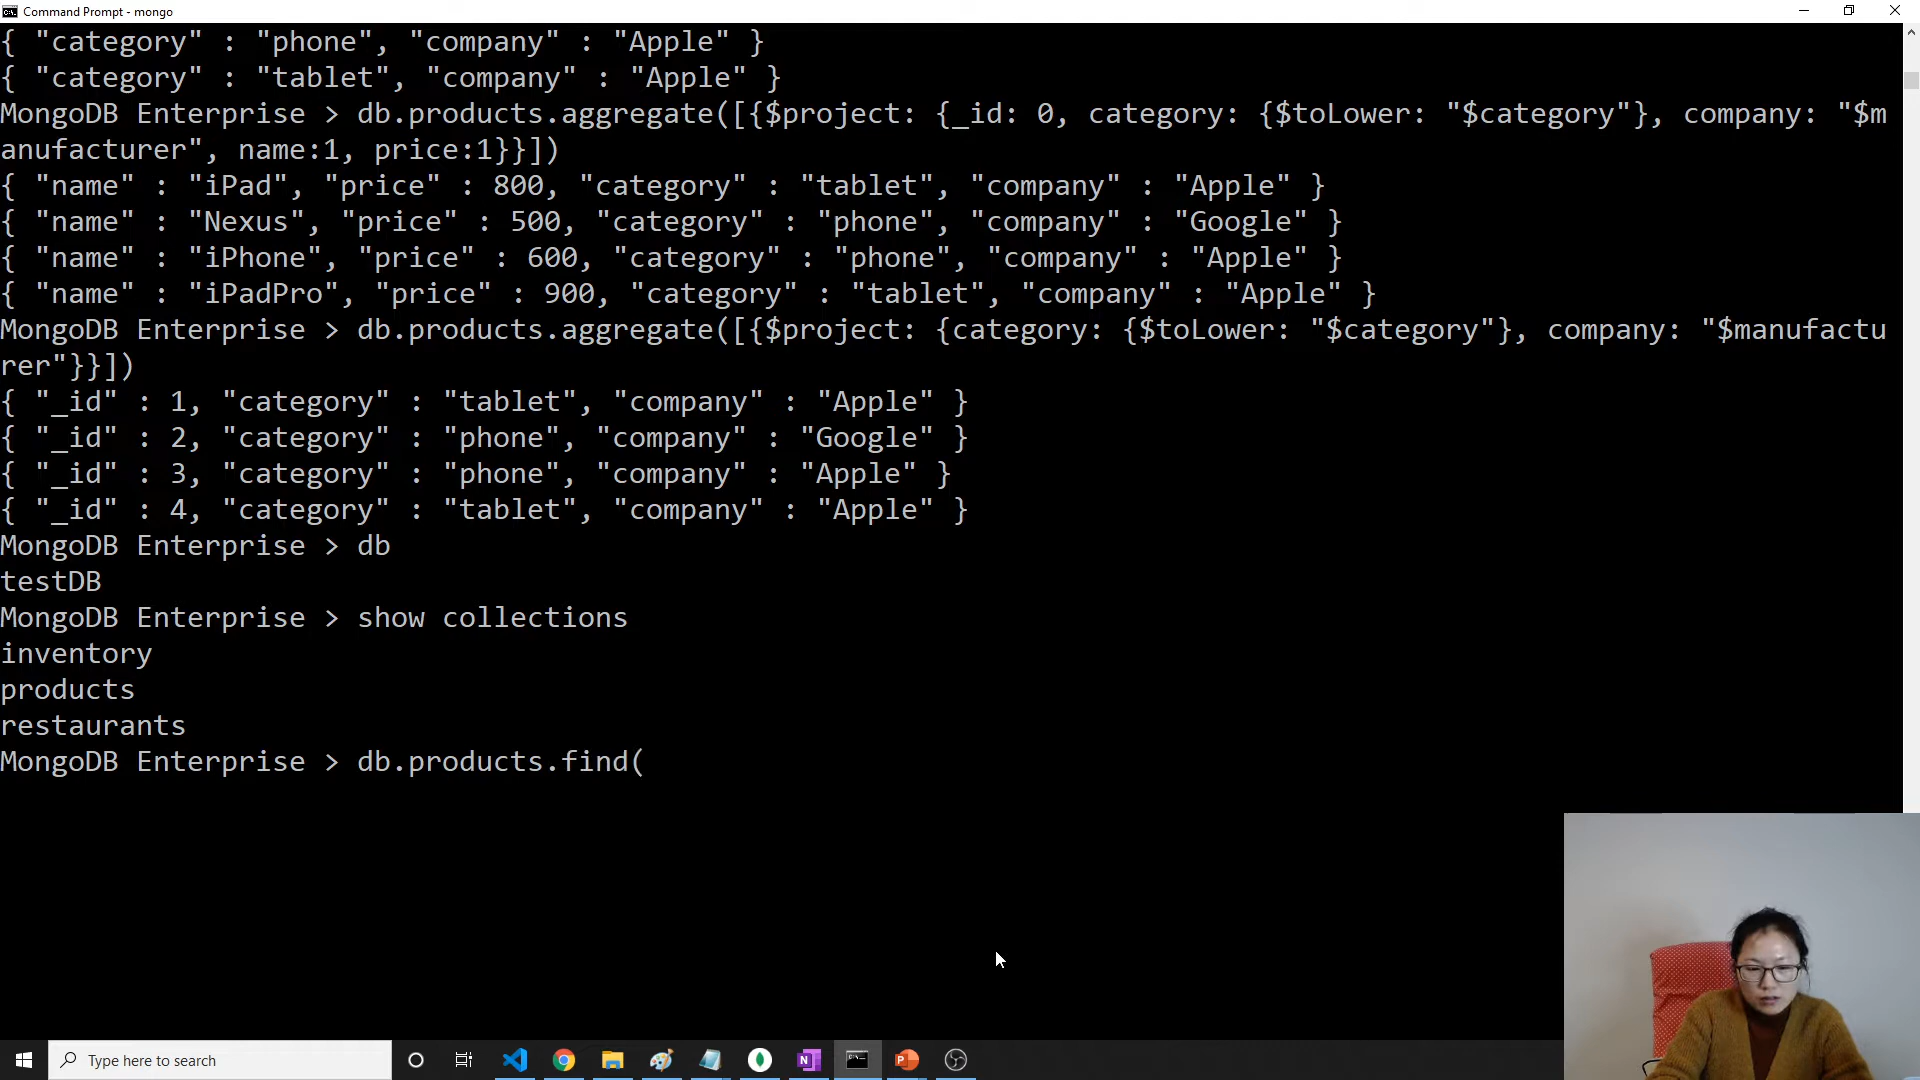 Command Prompt - mongo
{ "category" : "phone", "company" : "Apple" }
{ "category" : "tablet", "company" : "Apple" }
MongoDB Enterprise > db.products.aggregate([{$project: {_id: 0, category: {$toLower: "$category"}, company: "$m
anufacturer", name:1, price:1}}])
{ "name" : "iPad", "price" : 800, "category" : "tablet", "company" : "Apple" }
{ "name" : "Nexus", "price" : 500, "category" : "phone", "company" : "Google" }
{ "name" : "iPhone", "price" : 600, "category" : "phone", "company" : "Apple" }
{ "name" : "iPadPro", "price" : 900, "category" : "tablet", "company" : "Apple" }
MongoDB Enterprise > db.products.aggregate([{$project: {category: {$toLower: "$category"}, company: "$manufactu
rer"}}])
{ "_id" : 1, "category" : "tablet", "company" : "Apple" }
{ "_id" : 2, "category" : "phone", "company" : "Google" }
{ "_id" : 3, "category" : "phone", "company" : "Apple" }
{ "_id" : 4, "category" : "tablet", "company" : "Apple" }
MongoDB Enterprise > db
testDB
MongoDB Enterprise > show collections
inventory
products
restaurants
MongoDB Enterprise > db.products.find(
Type here to search